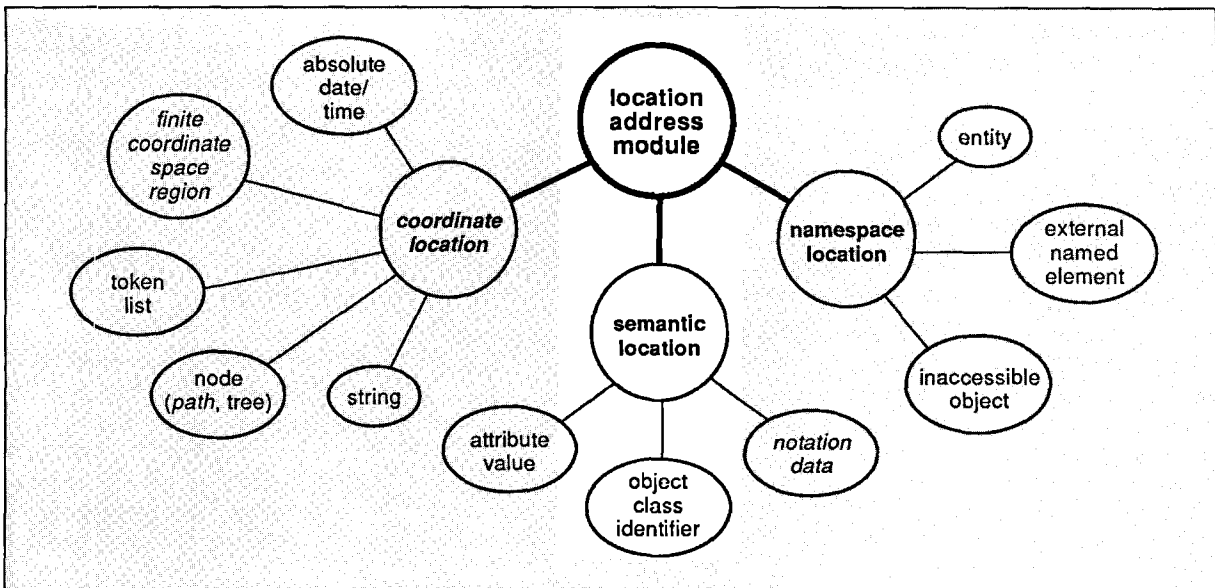 location
address
module
absolute
date/
time
finite
coordinate
space
region
coordinate
location
token
list
node
(path, tree)
string
semantic
location
attribute
value
object
class
identifier
notation
data
namespace
location
entity
external
named
element
inaccessible
object